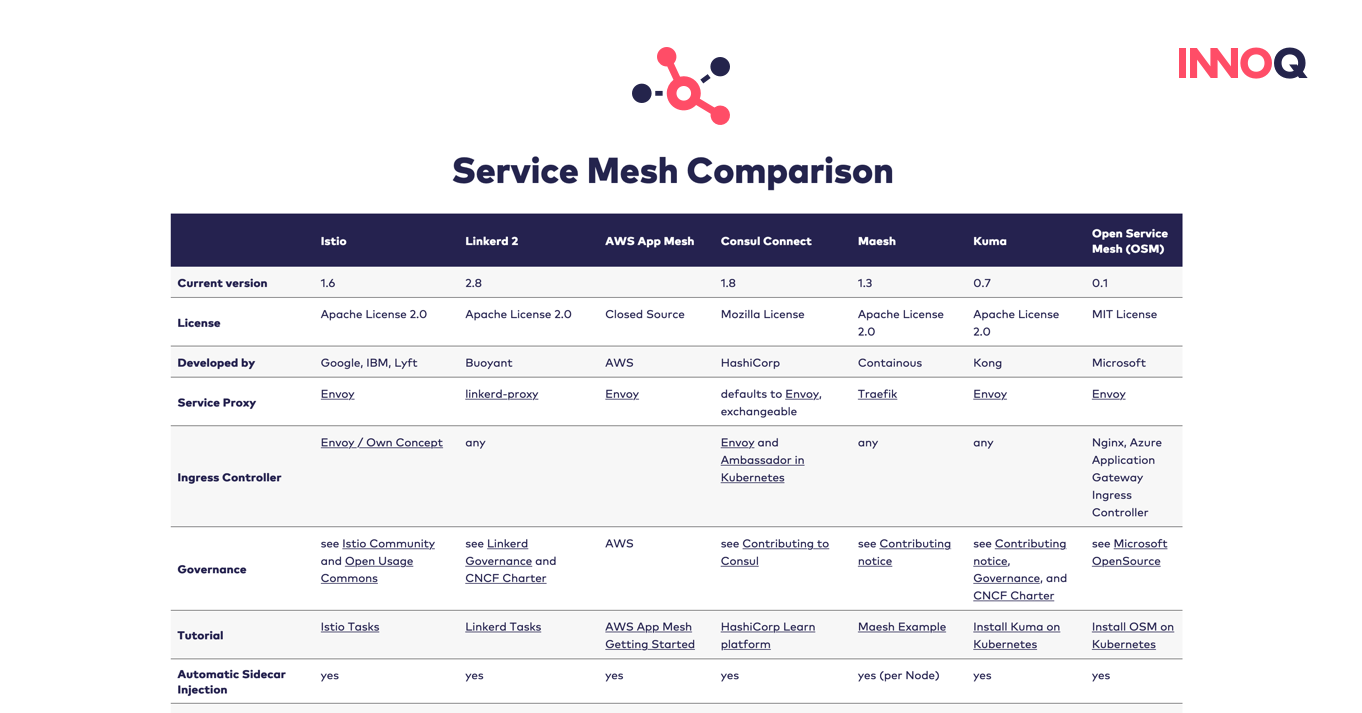 INNOQ
Service Mesh Comparison
Istio Linkerd 2 AWS App Mesh Consul Connect Maesh Kuma Open Service
Mesh (OSM)
Current version 1.6 2.8 1.8 1.3 0.7 0.1
License Apache License 2.0 Apache License 2.0 Closed Source Mozilla License Apache License Apache License MIT License
2.0 2.0
Developed by Google, IBM, Lyft Buoyant AWS HashiCorp Containous Kong Microsoft
Service Proxy Envoy linkerd-proxy Envoy defaults to Envoy, Traefik Envoy Envoy
exchangeable
Ingress Controller Envoy / Own Concept any Envoy and any any Nginx, Azure
Ambassador in Application
Kubernetes Gateway
Ingress
Controller
Governance see Istio Community see Linkerd AWS see Contributing to see Contributing see Contributing see Microsoft
and Open Usage Governance and Consul notice notice, OpenSource
Commons CNCF Charter Governance, and
CNCF Charter
Tutorial Istio Tasks Linkerd Tasks AWS App Mesh HashiCorp Learn Maesh Example Install Kuma on Install OSM on
Getting Started platform Kubernetes Kubernetes
Automatic Sidecar yes yes yes yes yes (per Node) yes yes
Injection